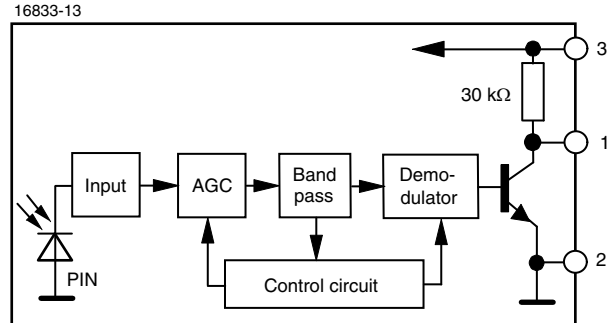 16833-13
3
30 kΩ
1
Input
AGC
Band
pass
Demo-
dulator
2
PIN
Control circuit